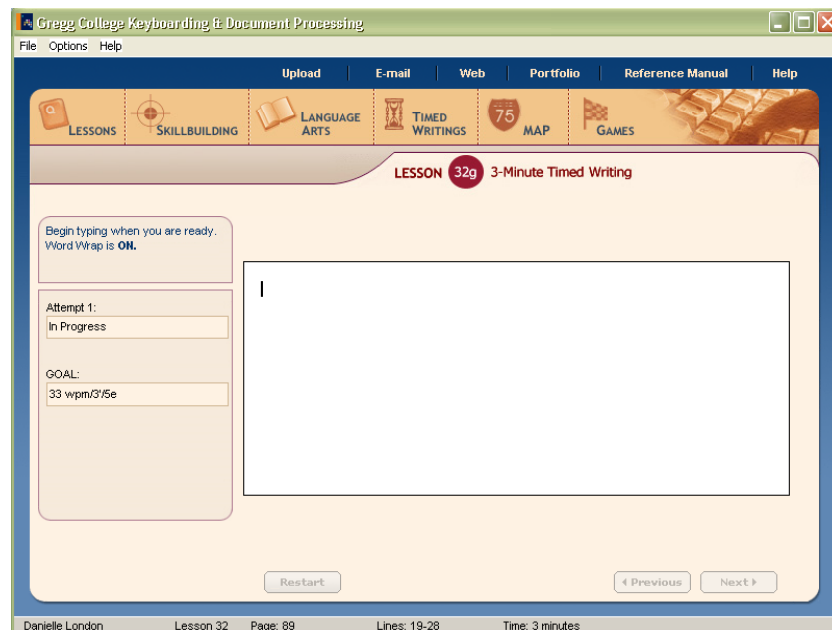 Gregg College Keyboarding & Document Processing
File Options Help
Upload E-mail Web Portfolio Reference Manual Help
LESSONS SKILLBUILDING LANGUAGE ARTS TIMED WRITINGS 75 MAP GAMES
LESSON 32g 3-Minute Timed Writing
Begin typing when you are ready.
Word Wrap is ON.
Attempt 1:
In Progress
GOAL:
33 wpm/3'/5e
Restart Previous Next
Danielle London Lesson 32 Page: 89 Lines: 19-28 Time: 3 minutes